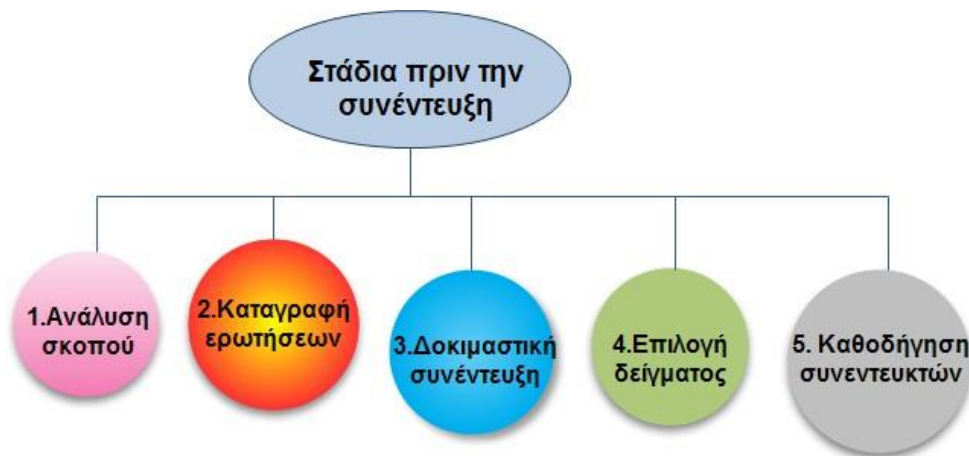 Στάδια πριν την
συνέντευξη
1.Ανάλυση
σκοπού
2.Καταγραφή
ερωτήσεων
3.Δοκιμαστική
συνέντευξη
4.Επιλογή
δείγματος
5. Καθοδήγηση
συνεντευκτών